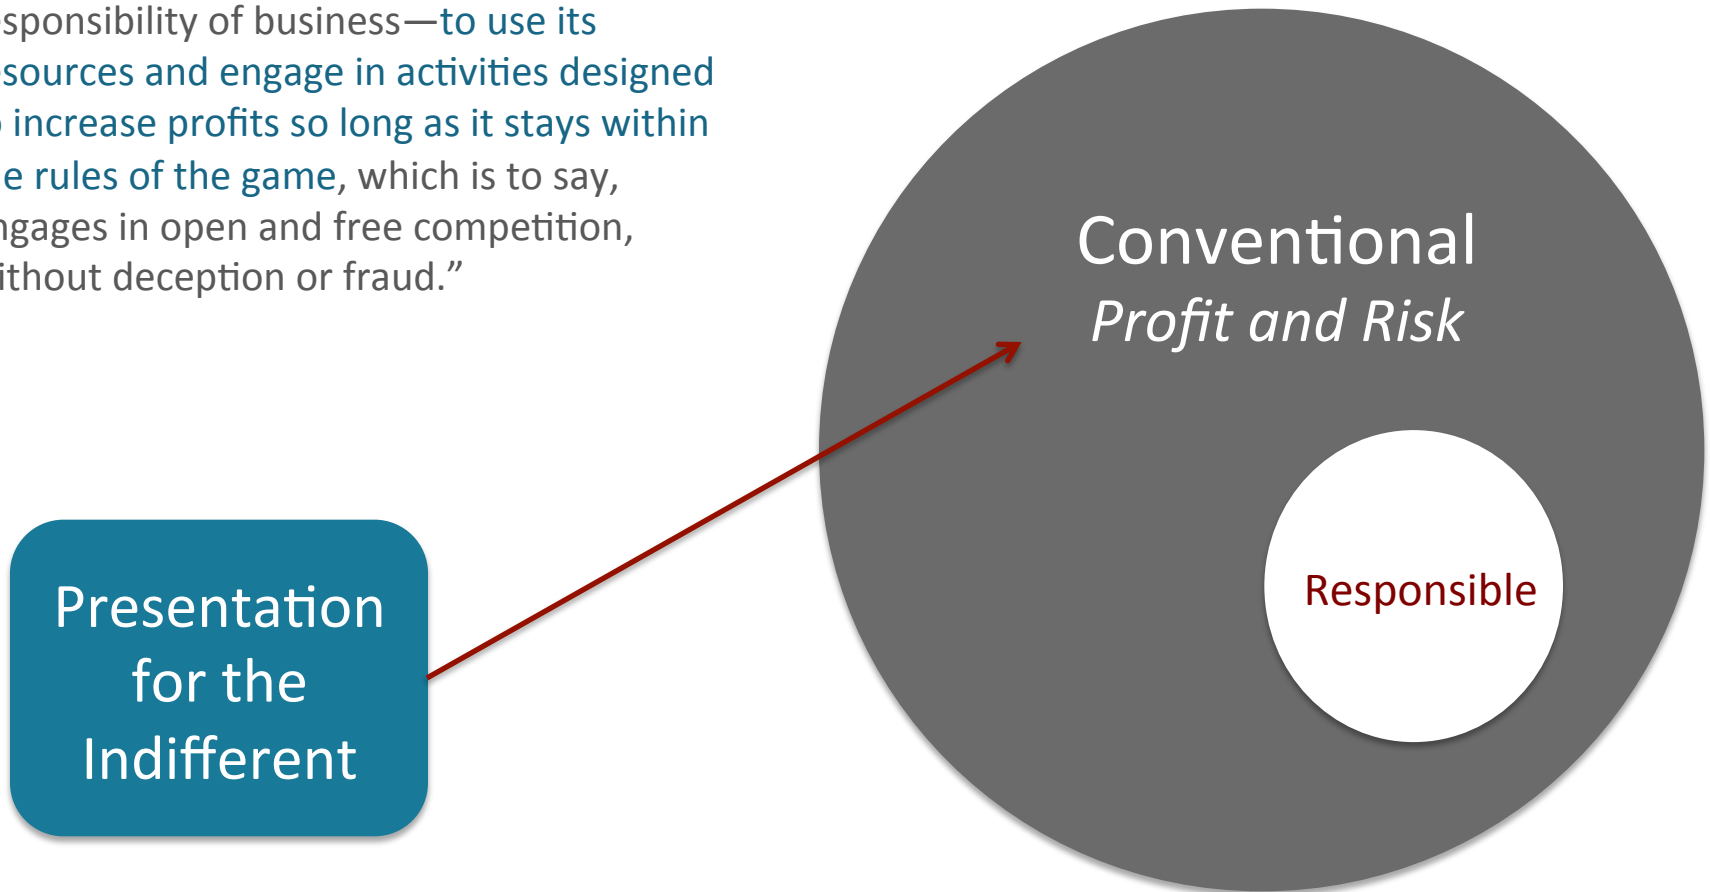 esponsibility of business—to use its
esources and engage in activities designed
o increase profits so long as it stays within
e rules of the game, which is to say,
ngages in open and free competition,
ithout deception or fraud.”
Conventional
Profit and Risk
Responsible
Presentation
for the
Indifferent